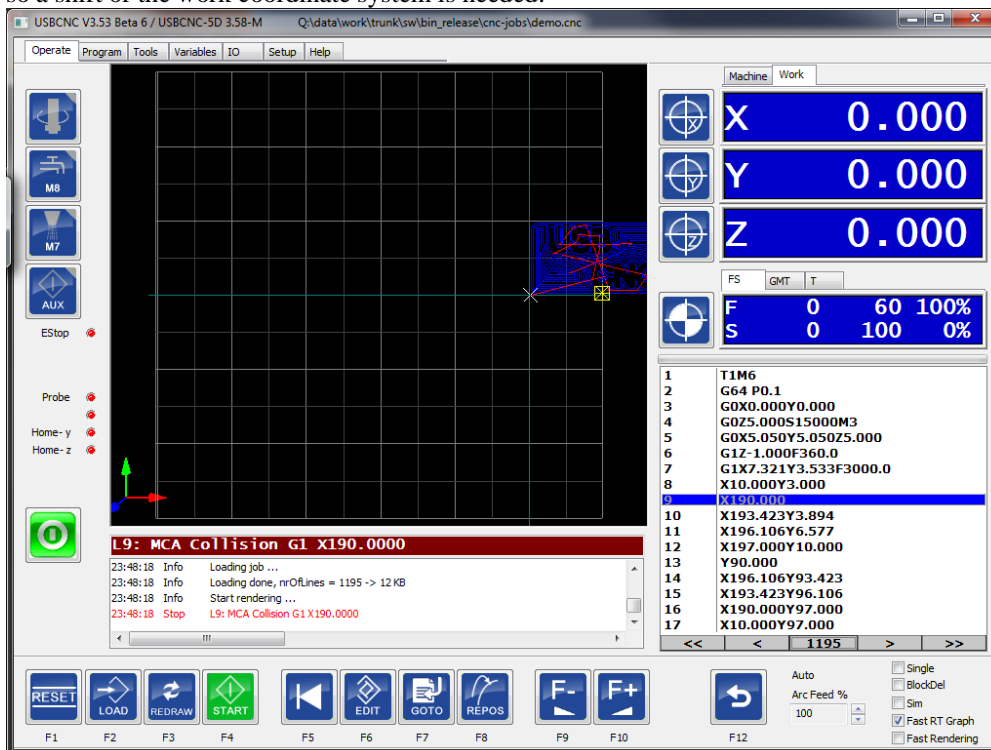 so a shift of the work coordinate system is needed.
USBCNC V3.53 Beta 6 / USBCNC-5D 3.58-M Q:\data\work\trunk\sw\bin_release\cnc-jobs\demo.cnc
Operate Program Tools Variables IO Setup Help
Machine Work
X 0.000
M8
Y 0.000
M7
Z 0.000
AUX
FS GMT T
F 0 60 100%
S 0 100 0%
EStop
Probe
Home- y
Home- z
1 T1M6
2 G64 P0.1
3 G0X0.000Y0.000
4 G0Z5.000S15000M3
5 G0X5.050Y5.050Z5.000
6 G1Z-1.000F360.0
7 G1X7.321Y3.533F3000.0
8 X10.000Y3.000
9 X190.000
10 X193.423Y3.894
11 X196.106Y6.577
12 X197.000Y10.000
13 Y90.000
14 X196.106Y93.423
15 X193.423Y96.106
16 X190.000Y97.000
17 X10.000Y97.000
<< < 1195 > >>
L9: MCA Collision G1 X190.0000
23:48:18 Info Loading job ...
23:48:18 Info Loading done, nrOfLines = 1195 -> 12 KB
23:48:18 Info Start rendering ...
23:48:18 Stop L9: MCA Collision G1 X190.0000
RESET LOAD REDRAW START EDIT GOTO REPOS F- F+
F1 F2 F3 F4 F5 F6 F7 F8 F9 F10 F12
Auto
Arc Feed %
100
Single
BlockDel
Sim
Fast RT Graph
Fast Rendering